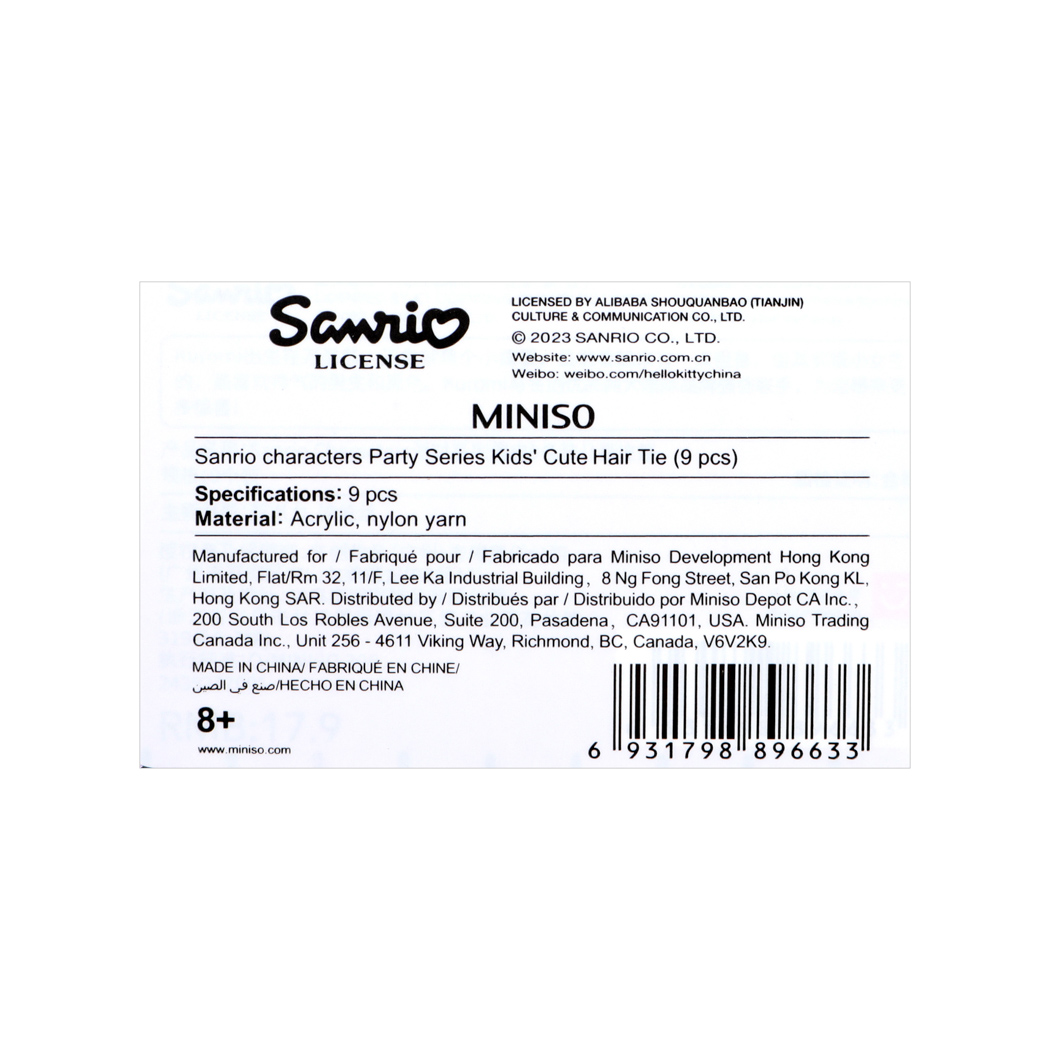 Sanrio
LICENSE
LICENSED BY ALIBABA SHOUQUANBAO (TIANJIN)
CULTURE & COMMUNICATION CO., LTD.
© 2023 SANRIO CO., LTD.
Website: www.sanrio.com.cn
Weibo: weibo.com/hellokittychina
MINISO
Sanrio characters Party Series Kids' Cute Hair Tie (9 pcs)
Specifications: 9 pcs
Material: Acrylic, nylon yarn
Manufactured for / Fabriqué pour / Fabricado para Miniso Development Hong Kong
Limited, Flat/Rm 32, 11/F, Lee Ka Industrial Building, 8 Ng Fong Street, San Po Kong KL,
Hong Kong SAR. Distributed by / Distribués par / Distribuido por Miniso Depot CA Inc.,
200 South Los Robles Avenue, Suite 200, Pasadena, CA91101, USA. Miniso Trading
Canada Inc., Unit 256 - 4611 Viking Way, Richmond, BC, Canada, V6V2K9.
MADE IN CHINA/ FABRIQUÉ EN CHINE/
صنع في الصين/HECHO EN CHINA
8+
www.miniso.com
6 931798 896633